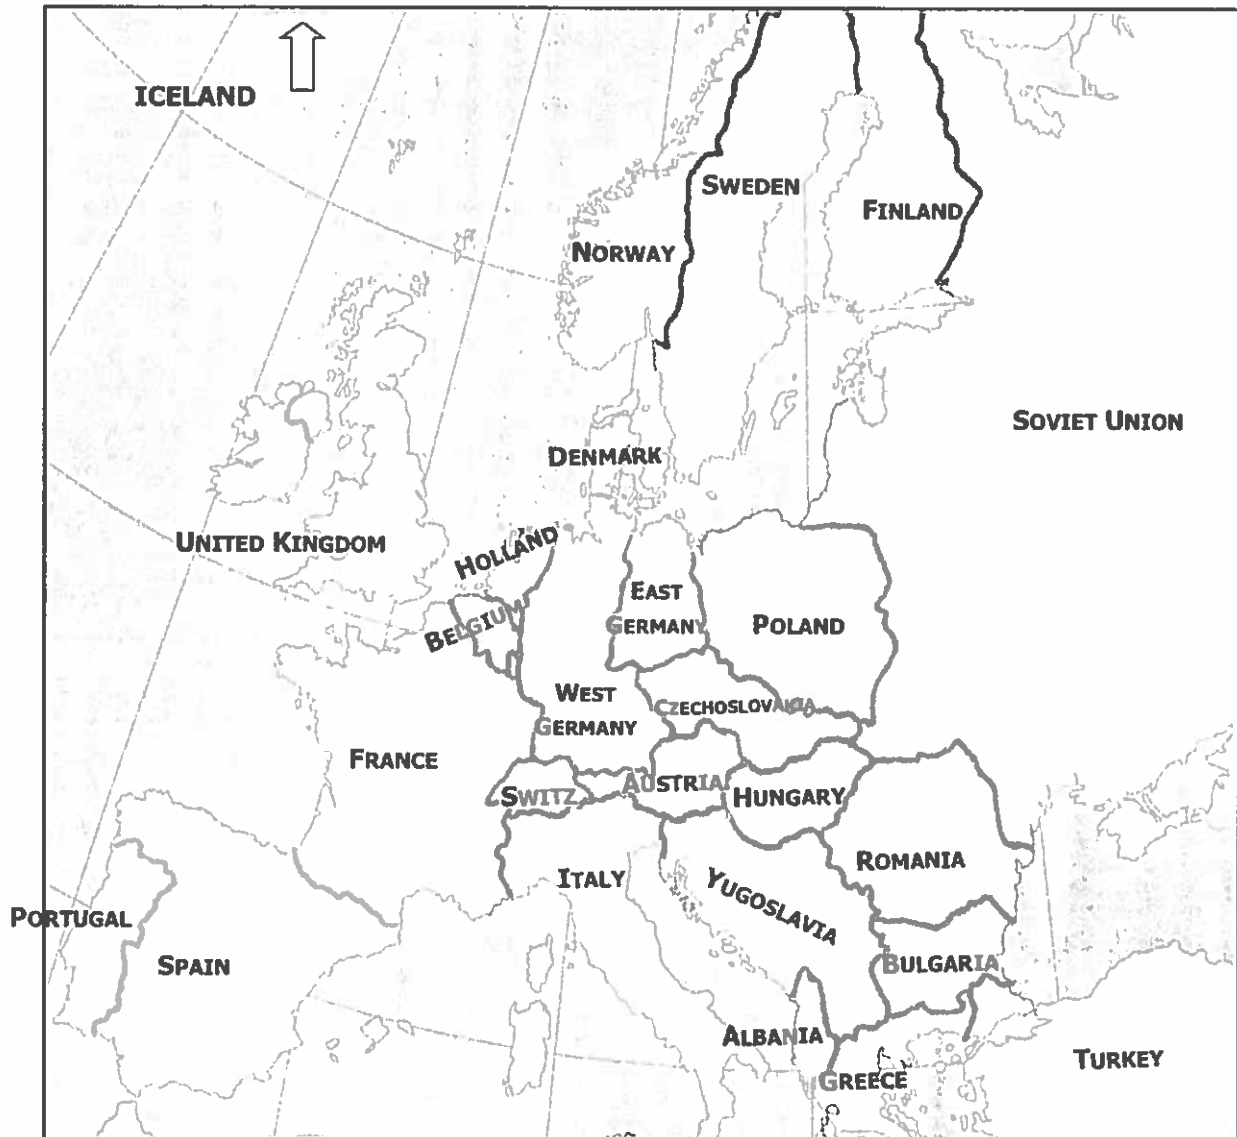 ICELAND
SWEDEN
FINLAND
NORWAY
SOVIET UNION
DENMARK
UNITED KINGDOM
HOLLAND
EAST
GERMANY
BELGIUM
POLAND
WEST
GERMANY
CZECHOSLOVAKIA
FRANCE
SWITZ
AUSTRIA
HUNGARY
ITALY
ROMANIA
YUGOSLAVIA
PORTUGAL
SPAIN
BULGARIA
ALBANIA
TURKEY
GREECE